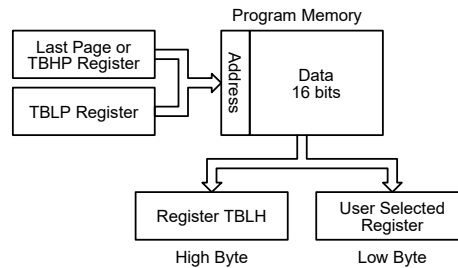 Program Memory
Last Page or
TBHP Register
TBLP Register
Address
Data
16 bits
Register TBLH
User Selected
Register
High Byte
Low Byte